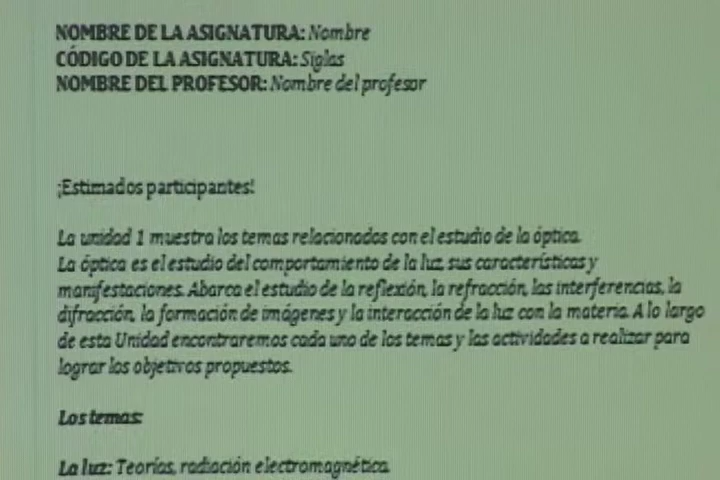 NOMBRE DE LA ASIGNATURA: Nombre
CÓDIGO DE LA ASIGNATURA: Siglas
NOMBRE DEL PROFESOR: Nombre del profesor
¡Estimados participantes!
La unidad 1 muestra los temas relacionados con el estudio de la óptica.
La óptica es el estudio del comportamiento de la luz, sus características y
manifestaciones. Abarca el estudio de la reflexión, la refracción, las interferencias, la
difracción, la formación de imágenes y la interacción de la luz con la materia. A lo largo
de esta Unidad encontraremos cada uno de los temas y las actividades a realizar para
lograr los objetivos propuestos.
Los temas:
La luz: Teorías, radiación electromagnética.